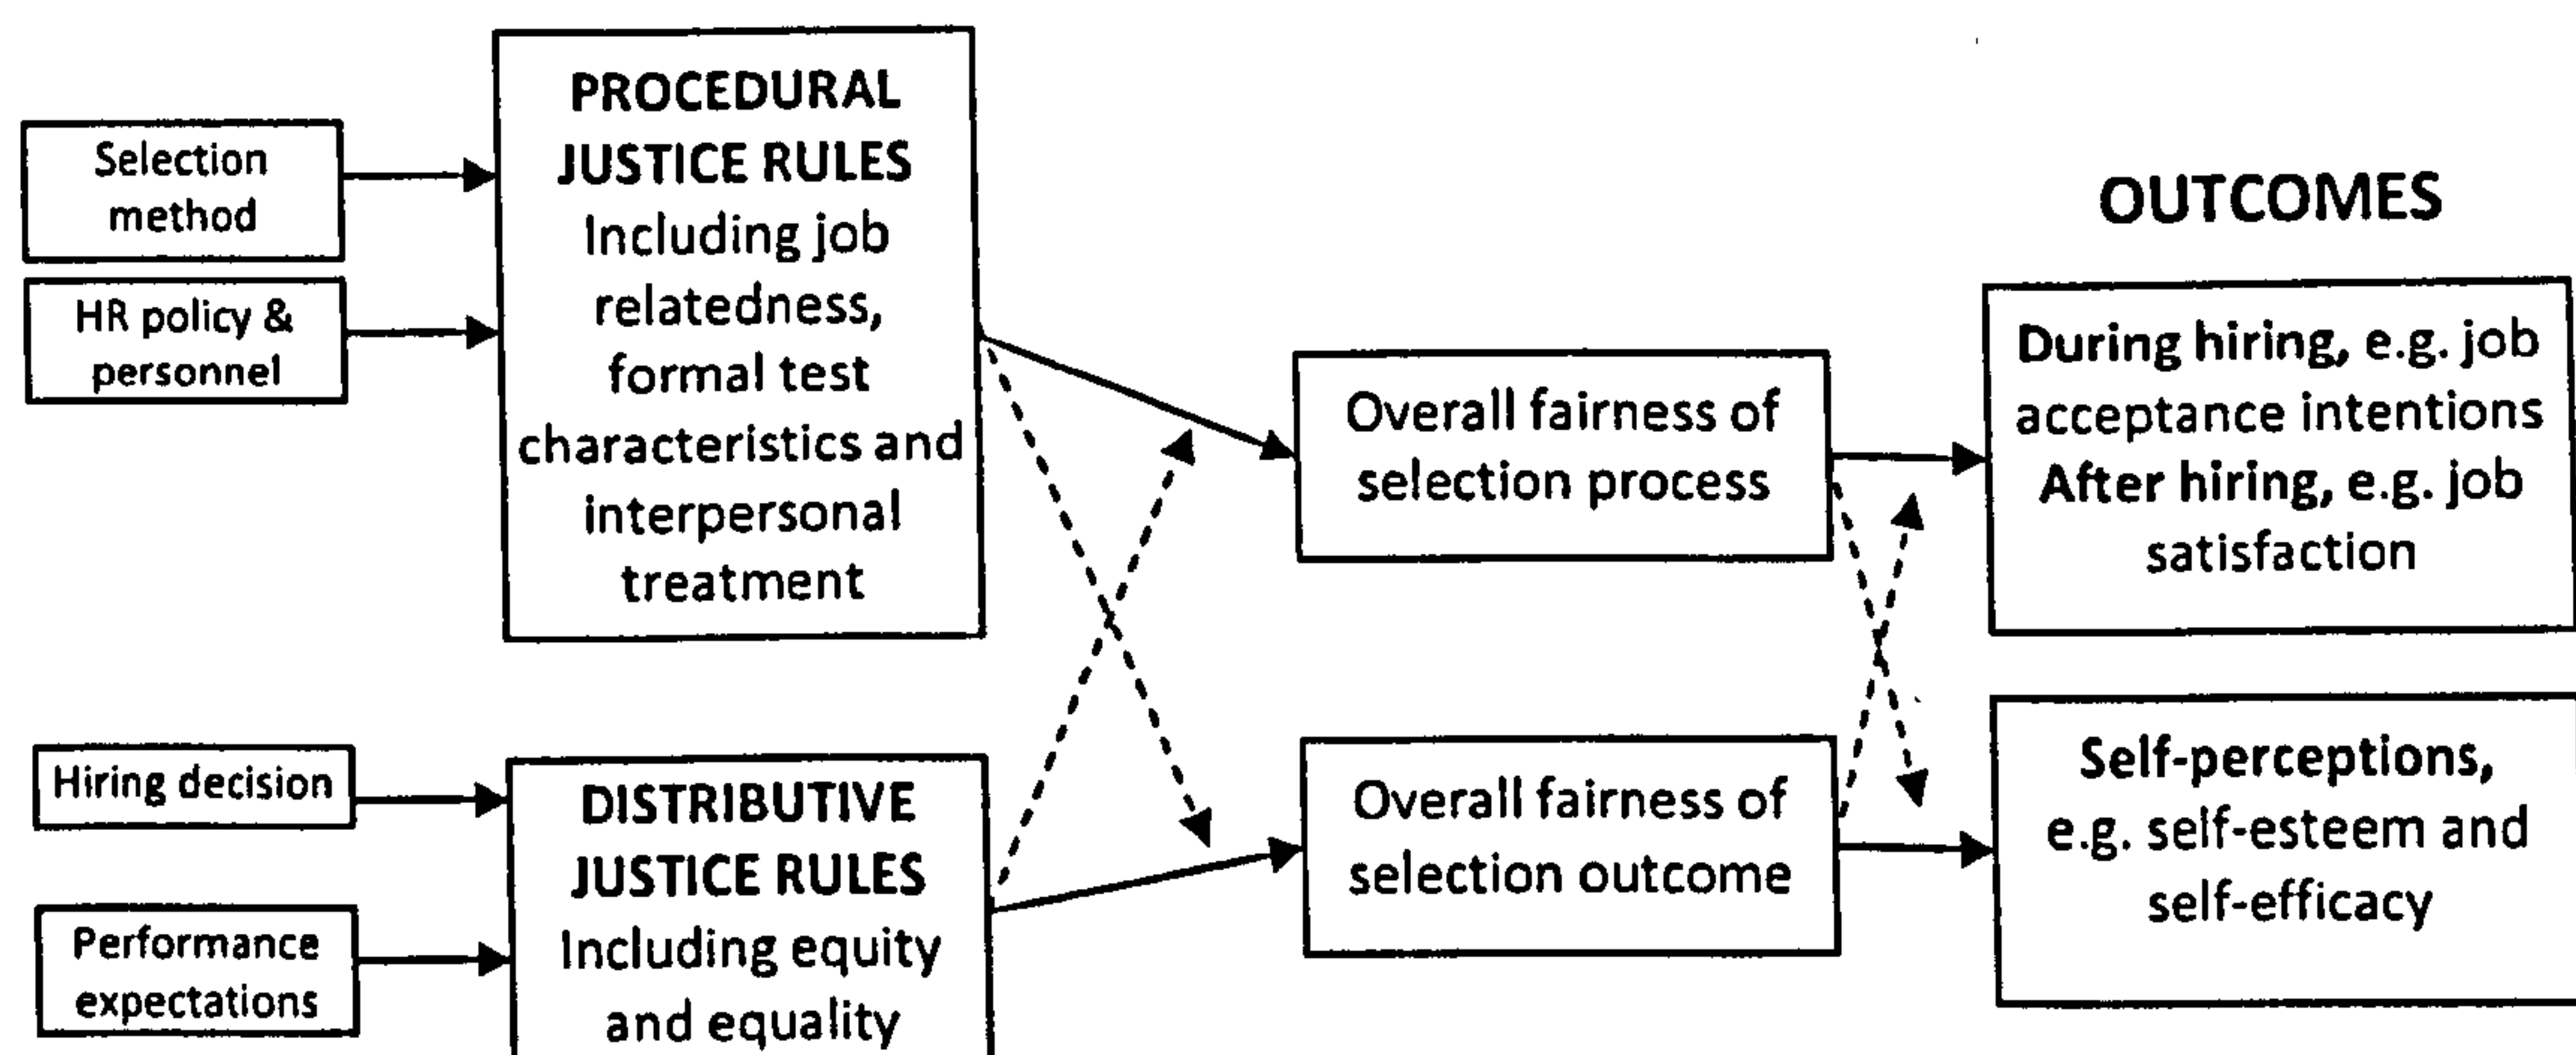 Selection
method
HR policy &
personnel
Hiring decision
Performance
expectations
PROCEDURAL
JUSTICE RULES
Including job
relatedness,
formal test
characteristics and
interpersonal
treatment
DISTRIBUTIVE
JUSTICE RULES
Including equity
and equality
Overall fairness of
selection process
Overall fairness of
selection outcome
OUTCOMES
During hiring, e.g. job
acceptance intentions
After hiring, e.g. job
satisfaction
Self-perceptions,
e.g. self-esteem and
self-efficacy